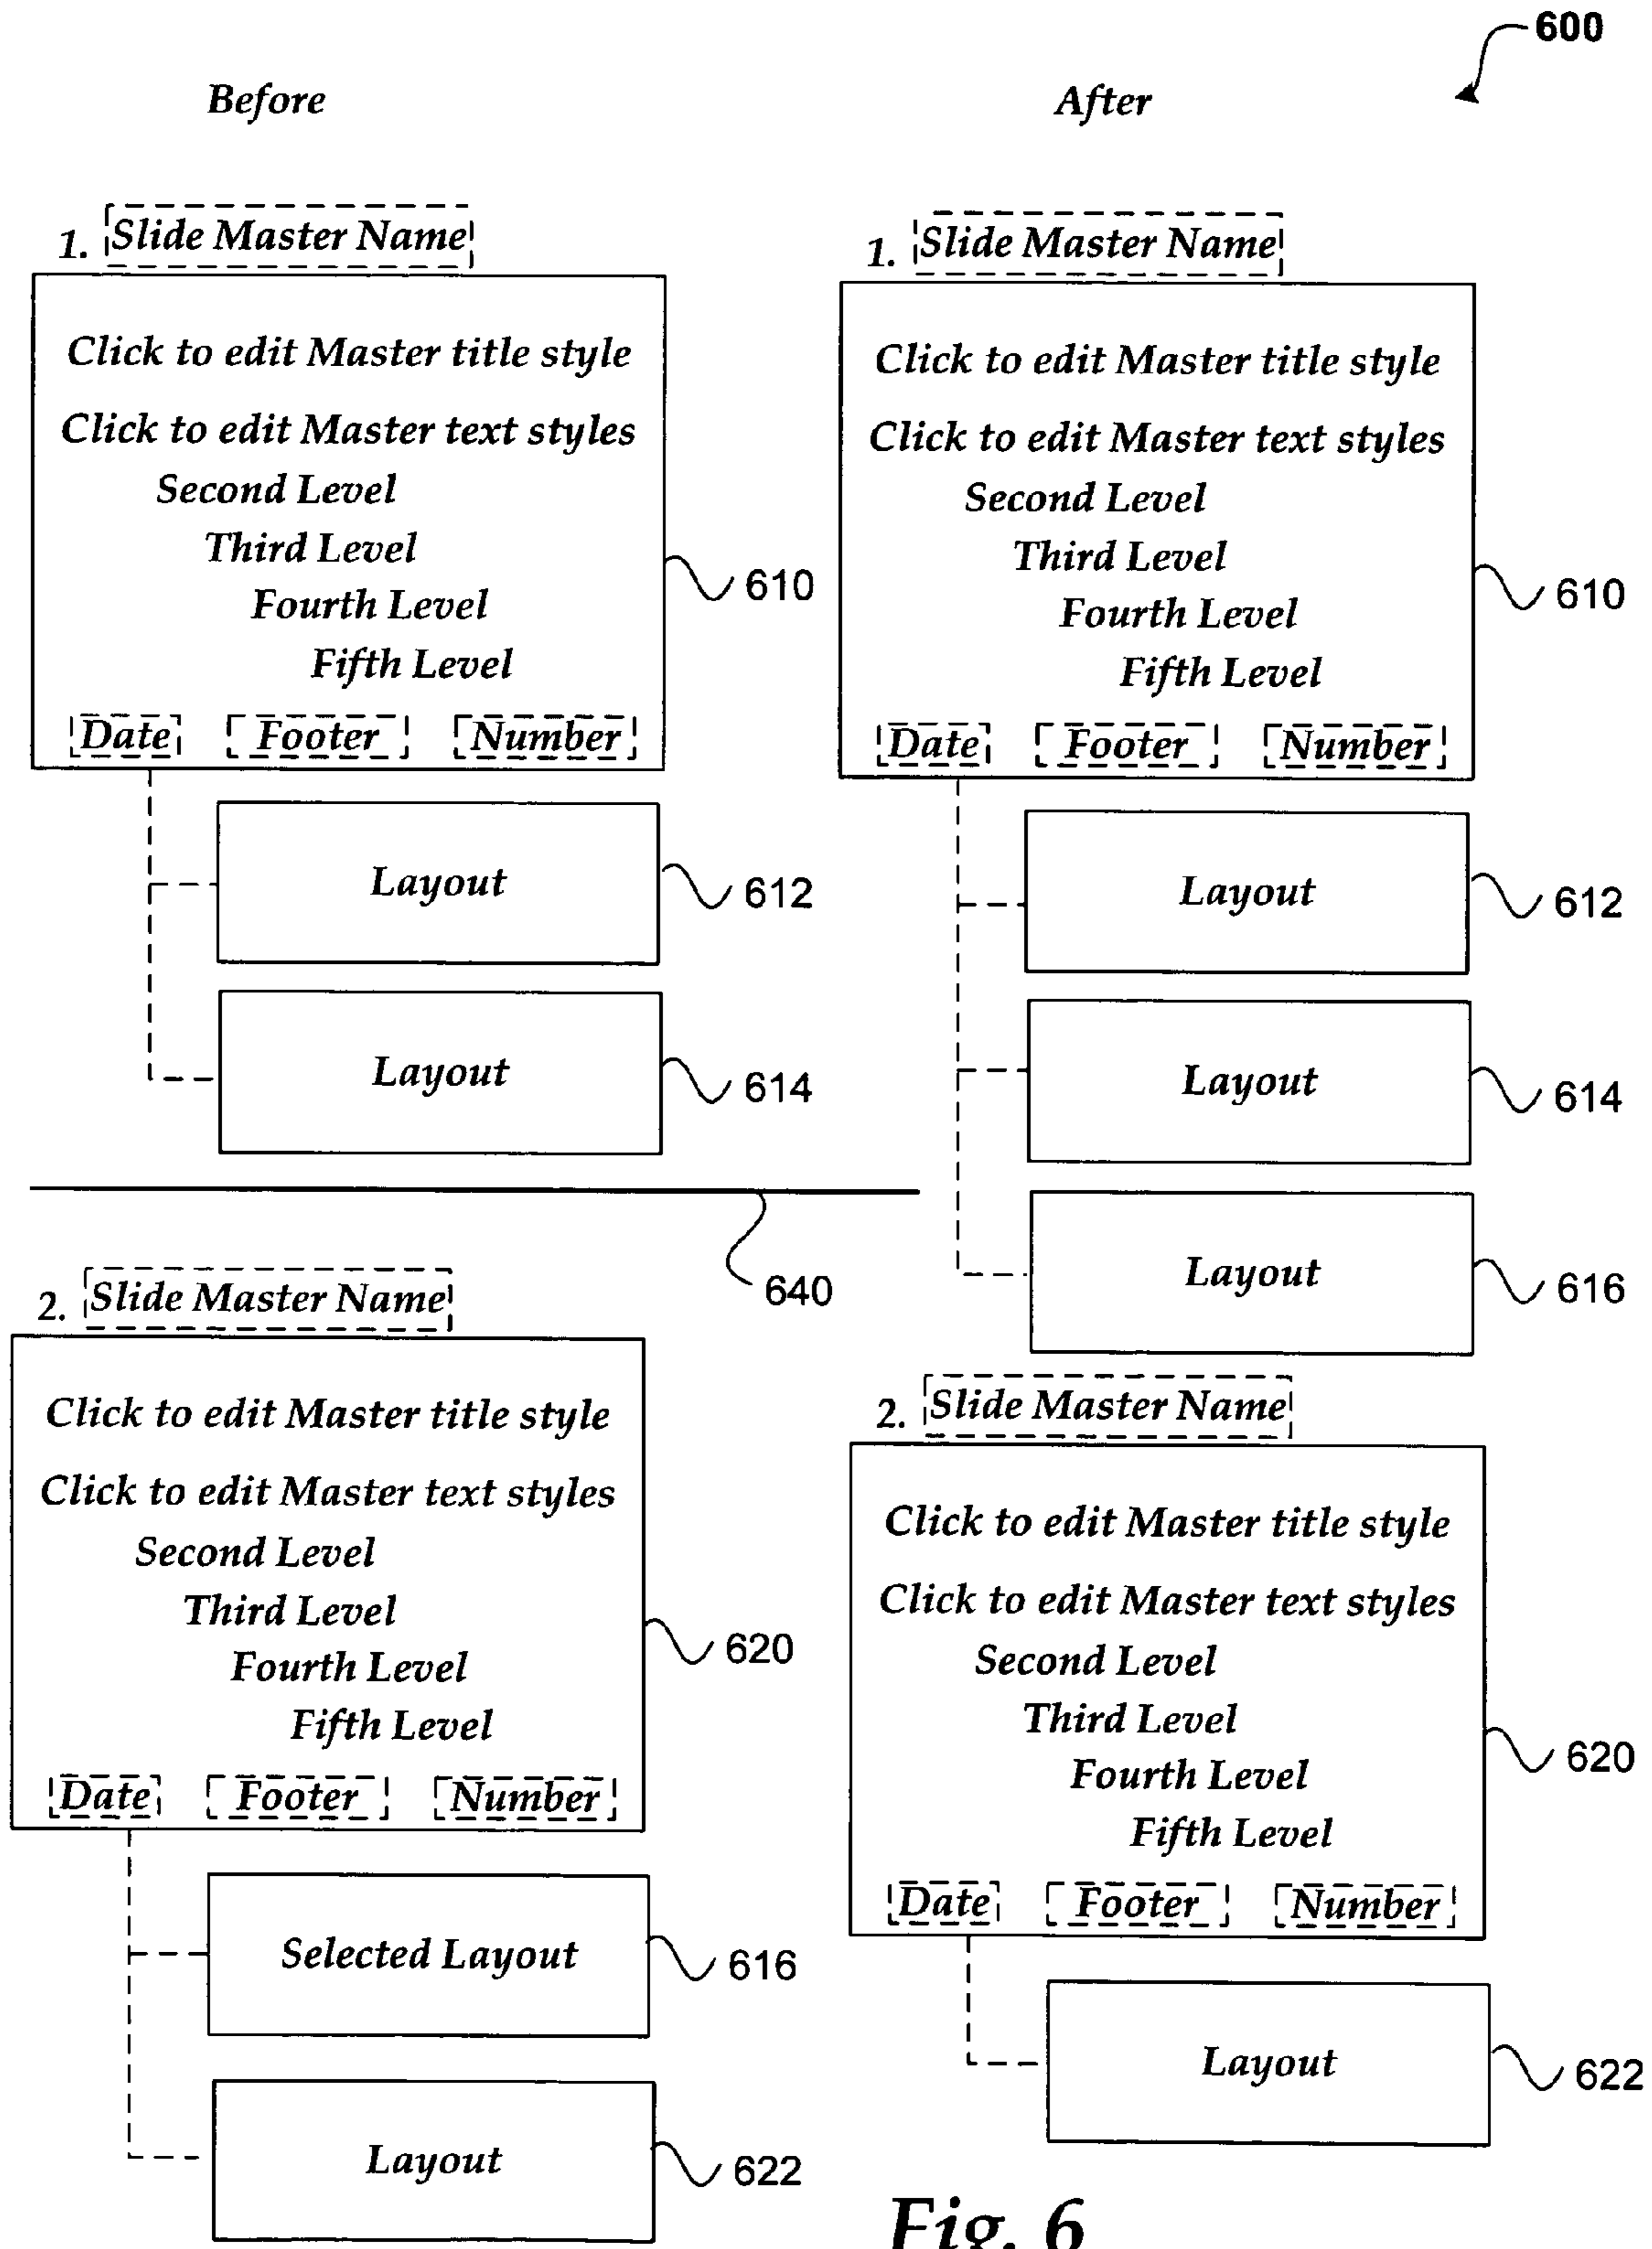 600
Before
After
1. Slide Master Name
Click to edit Master title style
Click to edit Master text styles
Second Level
Third Level
Fourth Level
Fifth Level
Date Footer Number
610
Layout
612
Layout
614
640
2. Slide Master Name
Click to edit Master title style
Click to edit Master text styles
Second Level
Third Level
Fourth Level
Fifth Level
Date Footer Number
620
Selected Layout
616
Layout
622
1. Slide Master Name
Click to edit Master title style
Click to edit Master text styles
Second Level
Third Level
Fourth Level
Fifth Level
Date Footer Number
610
Layout
612
Layout
614
Layout
616
2. Slide Master Name
Click to edit Master title style
Click to edit Master text styles
Second Level
Third Level
Fourth Level
Fifth Level
Date Footer Number
620
Layout
622
Fig. 6